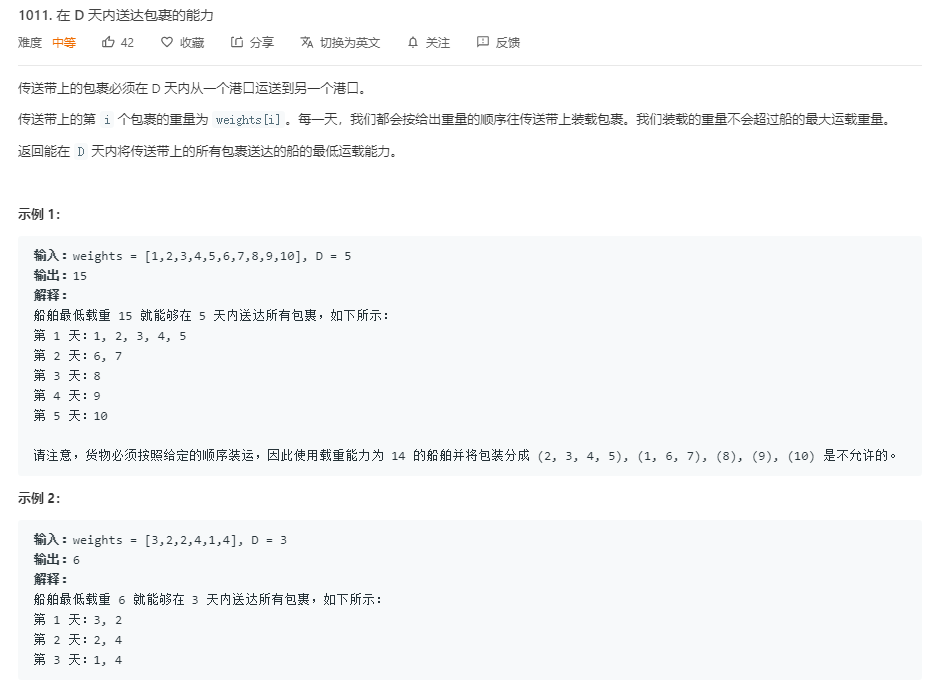 1011. 在 D 天内送达包裹的能力
难度 中等 42 收藏 分享 切换为英文 关注 反馈
传送带上的包裹必须在 D 天内从一个港口运送到另一个港口。
传送带上的第 i 个包裹的重量为 weights[i] 。每一天，我们都会按给出重量的顺序往传送带上装载包裹。我们装载的重量不会超过船的最大运载重量。
返回能在 D 天内将传送带上的所有包裹送达的船的最低运载能力。
示例 1：
输入：weights = [1,2,3,4,5,6,7,8,9,10], D = 5
输出：15
解释：
船舶最低载重 15 就能够在 5 天内送达所有包裹，如下所示：
第 1 天：1, 2, 3, 4, 5
第 2 天：6, 7
第 3 天：8
第 4 天：9
第 5 天：10
请注意，货物必须按照给定的顺序装运，因此使用载重能力为 14 的船舶并将包装分成 (2, 3, 4, 5), (1, 6, 7), (8), (9), (10) 是不允许的。
示例 2：
输入：weights = [3,2,2,4,1,4], D = 3
输出：6
解释：
船舶最低载重 6 就能够在 3 天内送达所有包裹，如下所示：
第 1 天：3, 2
第 2 天：2, 4
第 3 天：1, 4